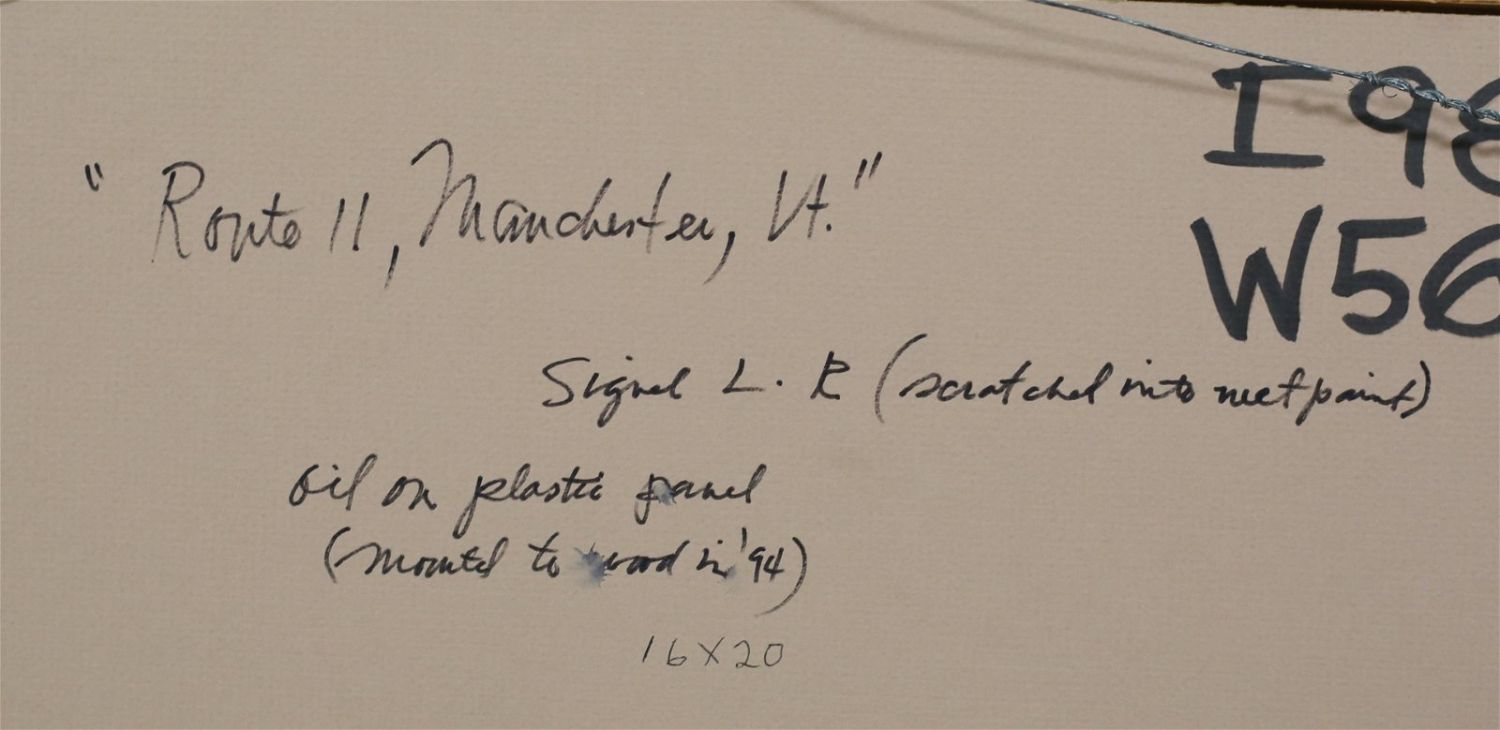 I98
"Route 11, Manchester, Vt."
W56
Signed L. R (scratched into wet paint)
oil on plastic panel
(mounted to wood in '94)
16X20